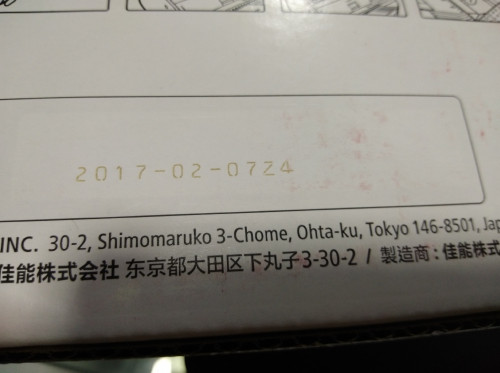 2017-02-0724
INC. 30-2, Shimomaruko 3-Chome, Ohta-ku, Tokyo 146-8501, Jap
佳能株式会社 东京都大田区下丸子3-30-2 / 製造商 : 佳能株式